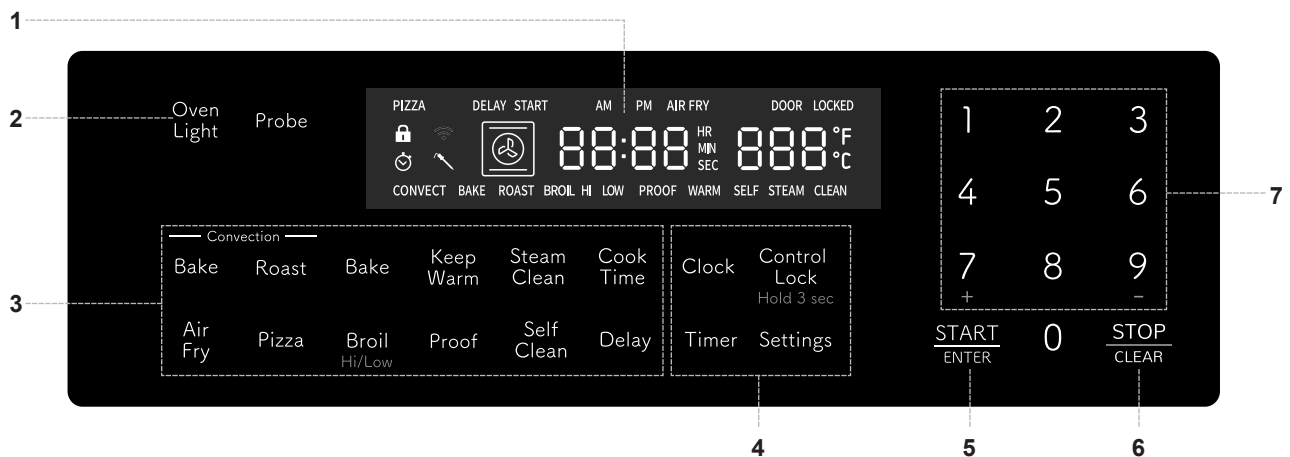 1
2
Oven
Light
Probe
PIZZA DELAY START AM PM AIR FRY DOOR LOCKED
88:88 HR MIN SEC 888 °F °C
CONVECT BAKE ROAST BROIL HI LOW PROOF WARM SELF STEAM CLEAN
1 2 3
4 5 6
7 8 9
+ −
0
7
3
Convection
Bake
Roast
Bake
Keep
Warm
Steam
Clean
Cook
Time
Air
Fry
Pizza
Broil
Hi/Low
Proof
Self
Clean
Delay
Clock
Control
Lock
Hold 3 sec
Timer
Settings
START
ENTER
STOP
CLEAR
4
5
6